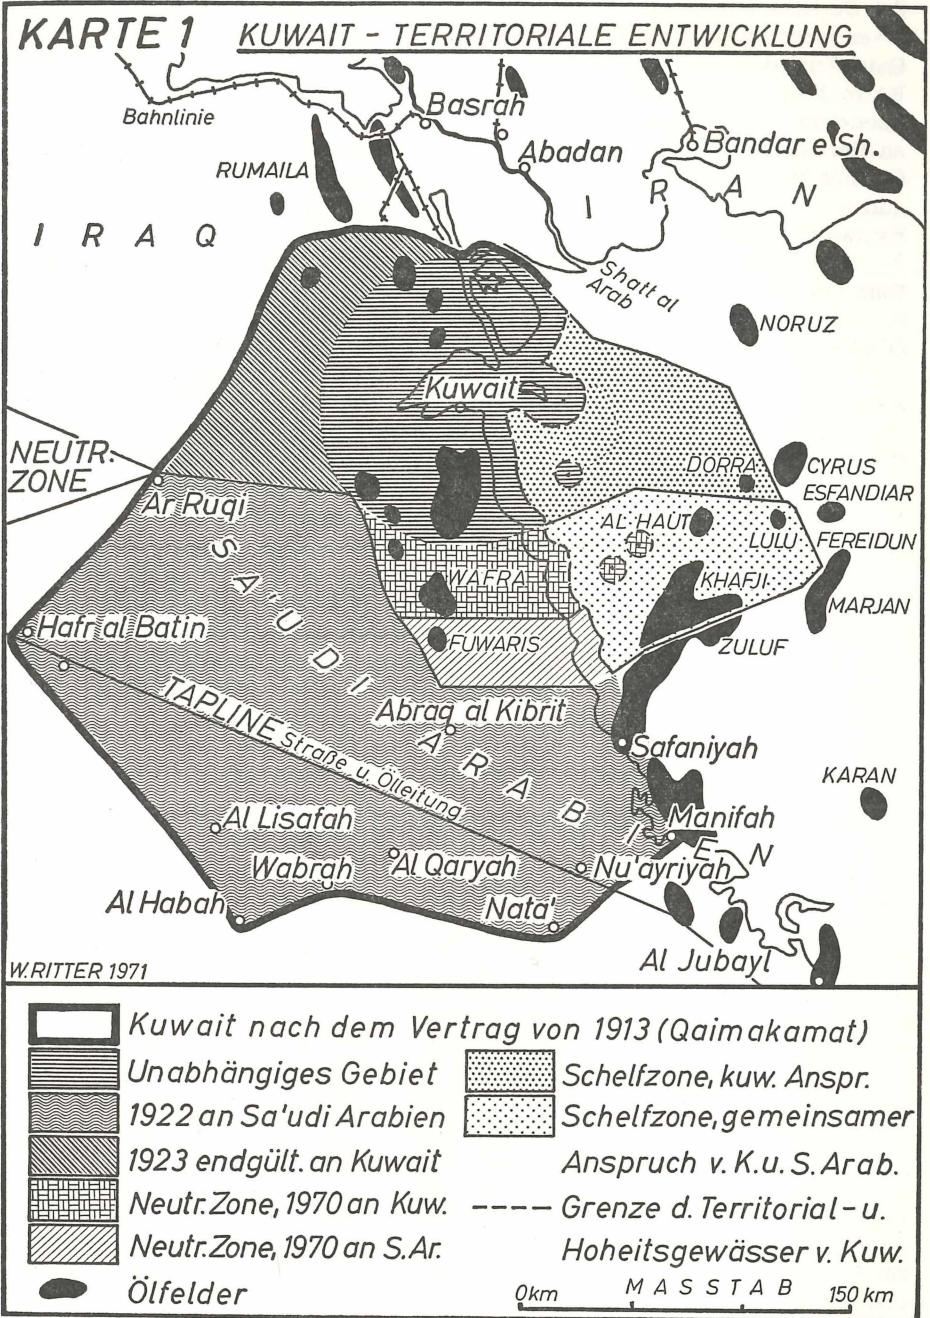 KARTE 1
KUWAIT - TERRITORIALE ENTWICKLUNG
Bahnlinie
Basrah
Abadan
Bandar e Sh.
RUMAILA
IRAN
IRAQ
Shatt al
Arab
NORUZ
Kuwait
NEUTR.-
ZONE
DORRA
CYRUS
ESFANDIAR
Ar Ruqi
AL HAUT
LULU
FEREIDUN
SA'UDI ARABIEN
WAFRA
KHAFJI
MARJAN
Hafr al Batin
FUWARIS
ZULUF
TAPLINE Straße u. Ölleitung
Abraq al Kibrit
Safaniyah
KARAN
Al Lisafah
Manifah
Wabrah
Al Qaryah
Nu'ayriyah
Al Habah
Nata'
Al Jubayl
W. RITTER 1971
Kuwait nach dem Vertrag von 1913 (Qaimakamat)
Unabhängiges Gebiet
1922 an Sa'udi Arabien
1923 endgült. an Kuwait
Neutr. Zone, 1970 an Kuw.
Neutr. Zone, 1970 an S.Ar.
Ölfelder
Schelfzone, kuw. Anspr.
Schelfzone, gemeinsamer
Anspruch v. K. u. S. Arab.
Grenze d. Territorial- u.
Hoheitsgewässer v. Kuw.
MASSTAB
0km 150 km